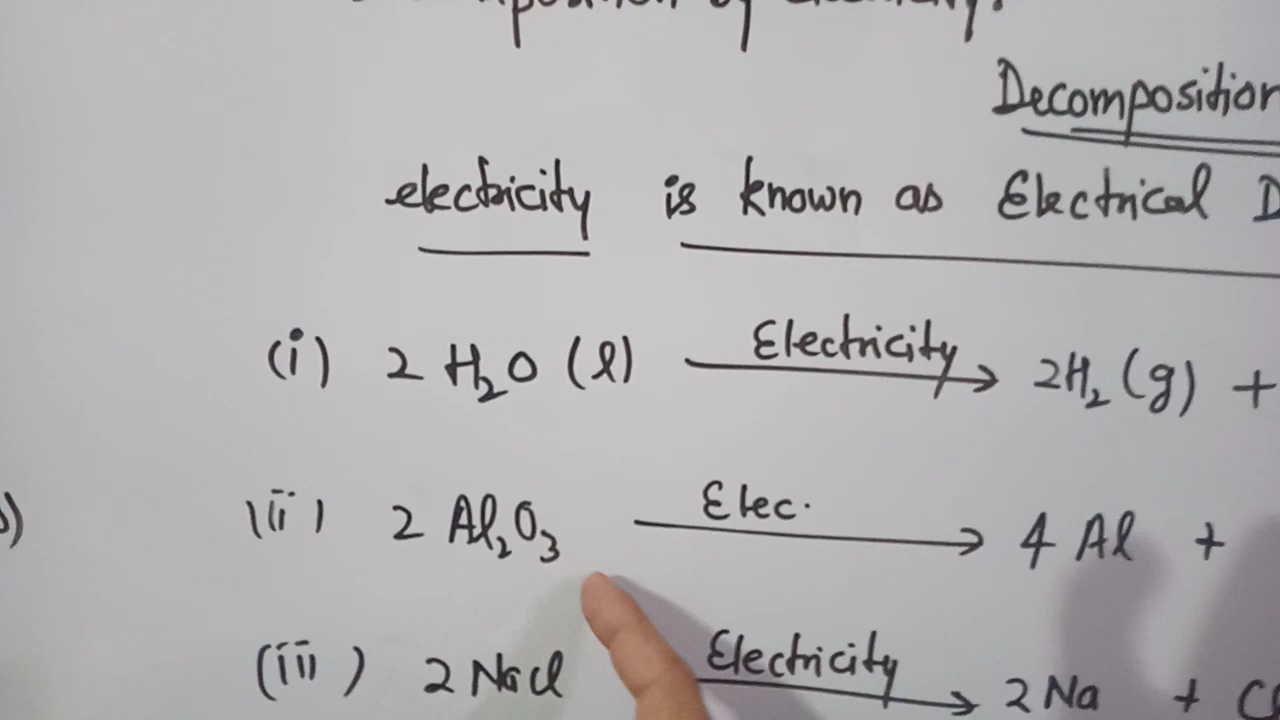 Decomposition
electricity is known as Electrical D
(i) 2 H₂O (l) Electricity → 2H₂ (g) +
(ii) 2 Al₂O₃ Elec. → 4 Al +
(iii) 2 NaCl Electricity → 2 Na + C